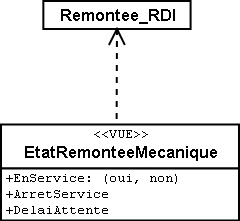 Remontee_RDI
<<VUE>>
EtatRemonteeMecanique
+EnService: (oui, non)
+ArretService
+DelaiAttente